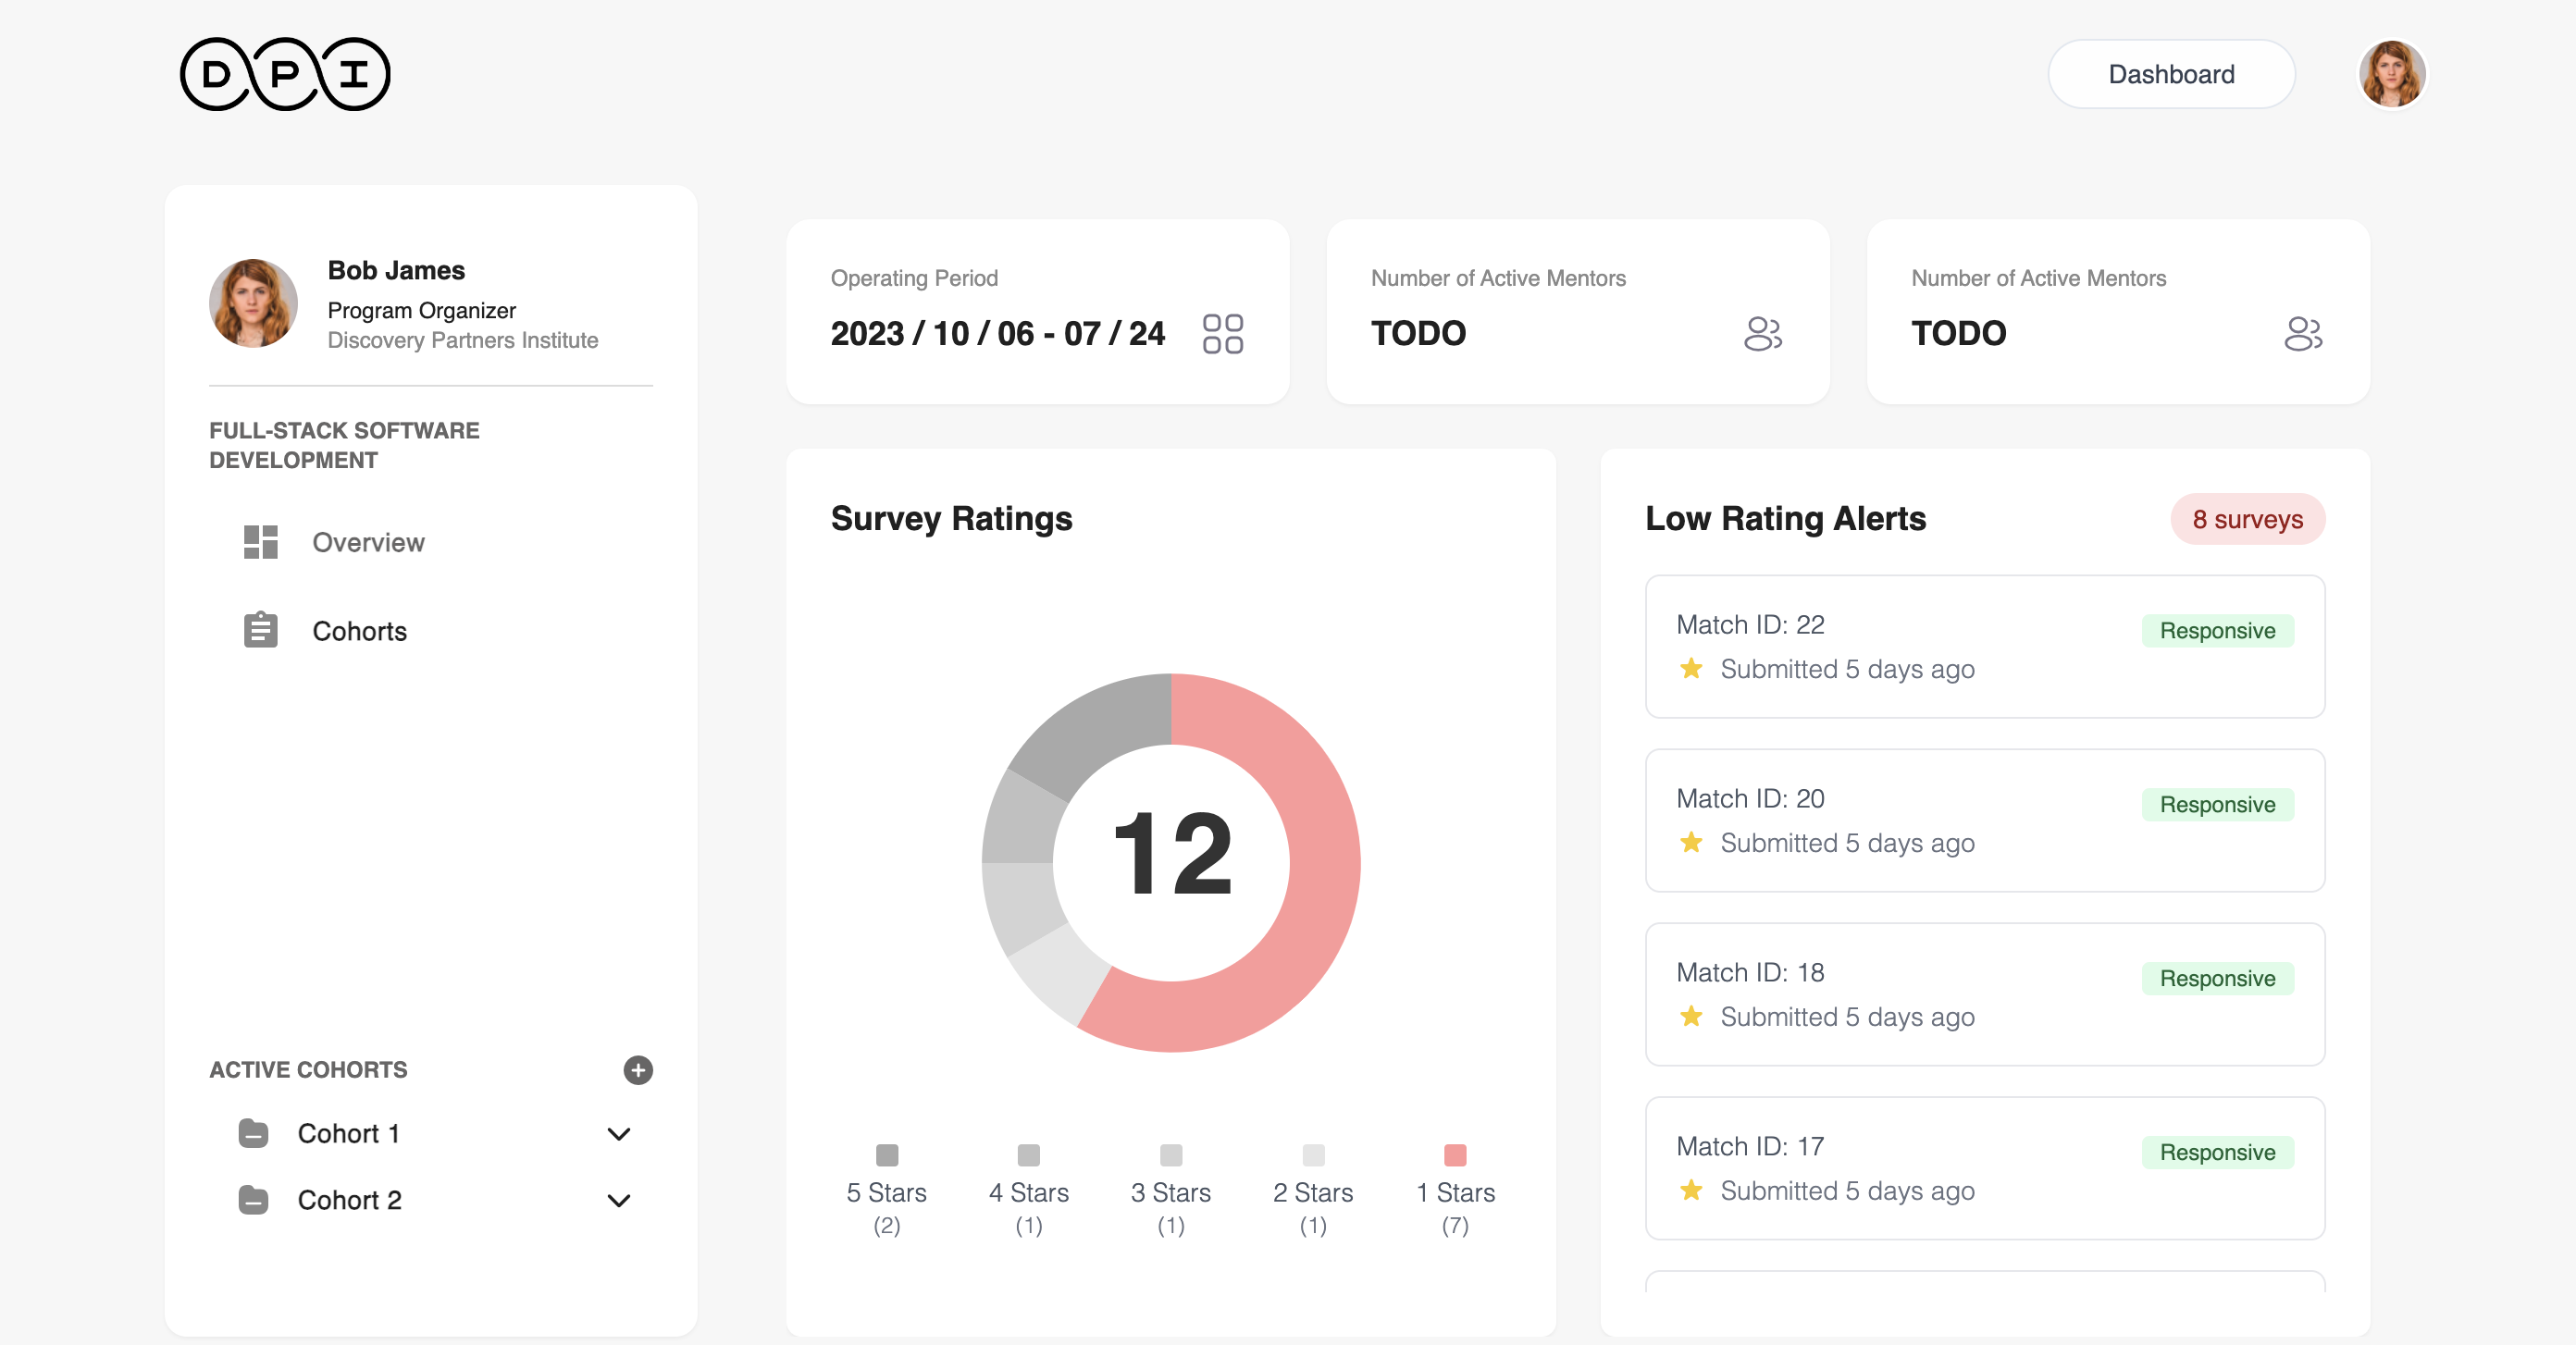 DPI
Dashboard
Bob James
Program Organizer
Discovery Partners Institute
FULL-STACK SOFTWARE
DEVELOPMENT
Overview
Cohorts
ACTIVE COHORTS
Cohort 1
Cohort 2
Operating Period
2023 / 10 / 06 - 07 / 24
Number of Active Mentors
TODO
Number of Active Mentors
TODO
Survey Ratings
12
5 Stars
(2)
4 Stars
(1)
3 Stars
(1)
2 Stars
(1)
1 Stars
(7)
Low Rating Alerts
8 surveys
Match ID: 22
Responsive
Submitted 5 days ago
Match ID: 20
Responsive
Submitted 5 days ago
Match ID: 18
Responsive
Submitted 5 days ago
Match ID: 17
Responsive
Submitted 5 days ago